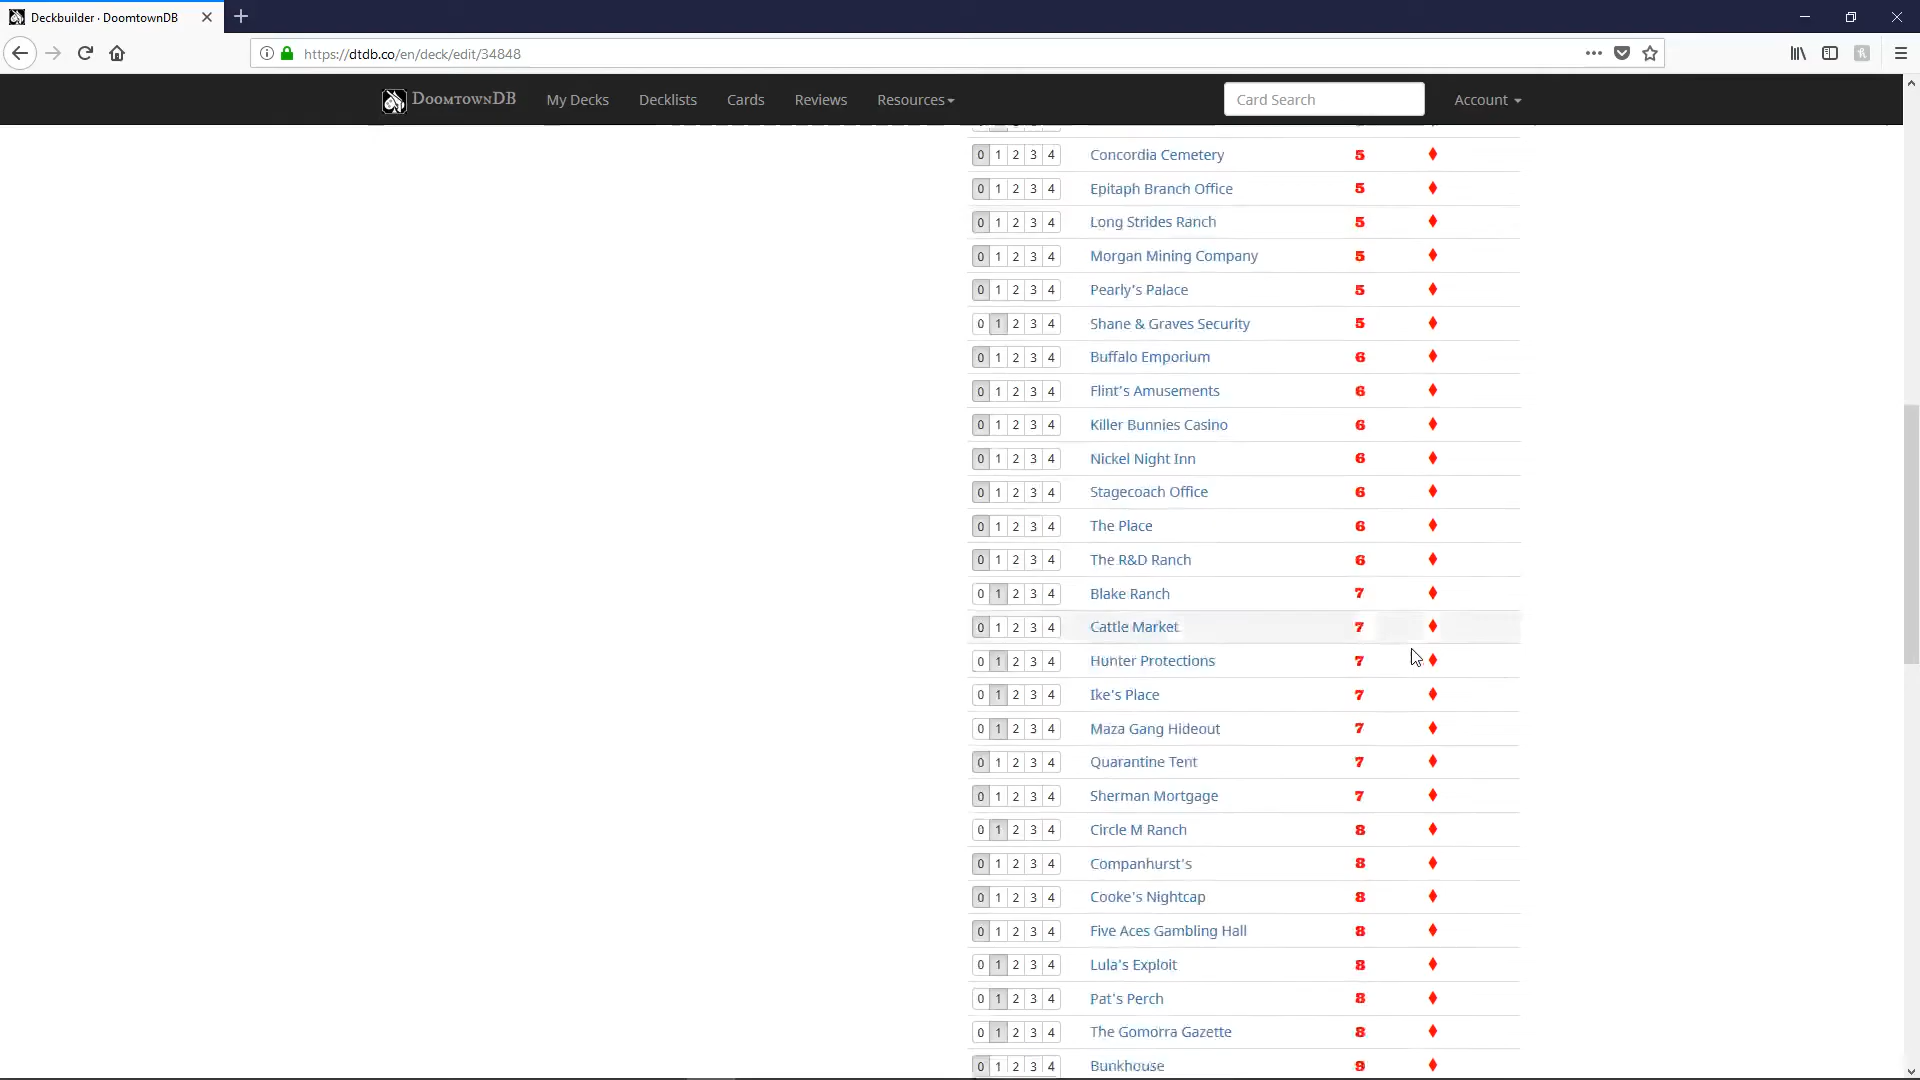 Deckbuilder · DoomtownDB
https://dtdb.co/en/deck/edit/34848
DoomtownDB My Decks Decklists Cards Reviews Resources Card Search Account
0 1 2 3 4 Concordia Cemetery 5 ♦
0 1 2 3 4 Epitaph Branch Office 5 ♦
0 1 2 3 4 Long Strides Ranch 5 ♦
0 1 2 3 4 Morgan Mining Company 5 ♦
0 1 2 3 4 Pearly's Palace 5 ♦
0 1 2 3 4 Shane & Graves Security 5 ♦
0 1 2 3 4 Buffalo Emporium 6 ♦
0 1 2 3 4 Flint's Amusements 6 ♦
0 1 2 3 4 Killer Bunnies Casino 6 ♦
0 1 2 3 4 Nickel Night Inn 6 ♦
0 1 2 3 4 Stagecoach Office 6 ♦
0 1 2 3 4 The Place 6 ♦
0 1 2 3 4 The R&D Ranch 6 ♦
0 1 2 3 4 Blake Ranch 7 ♦
0 1 2 3 4 Cattle Market 7 ♦
0 1 2 3 4 Hunter Protections 7 ♦
0 1 2 3 4 Ike's Place 7 ♦
0 1 2 3 4 Maza Gang Hideout 7 ♦
0 1 2 3 4 Quarantine Tent 7 ♦
0 1 2 3 4 Sherman Mortgage 7 ♦
0 1 2 3 4 Circle M Ranch 8 ♦
0 1 2 3 4 Companhurst's 8 ♦
0 1 2 3 4 Cooke's Nightcap 8 ♦
0 1 2 3 4 Five Aces Gambling Hall 8 ♦
0 1 2 3 4 Lula's Exploit 8 ♦
0 1 2 3 4 Pat's Perch 8 ♦
0 1 2 3 4 The Gomorra Gazette 8 ♦
0 1 2 3 4 Bunkhouse 9 ♦